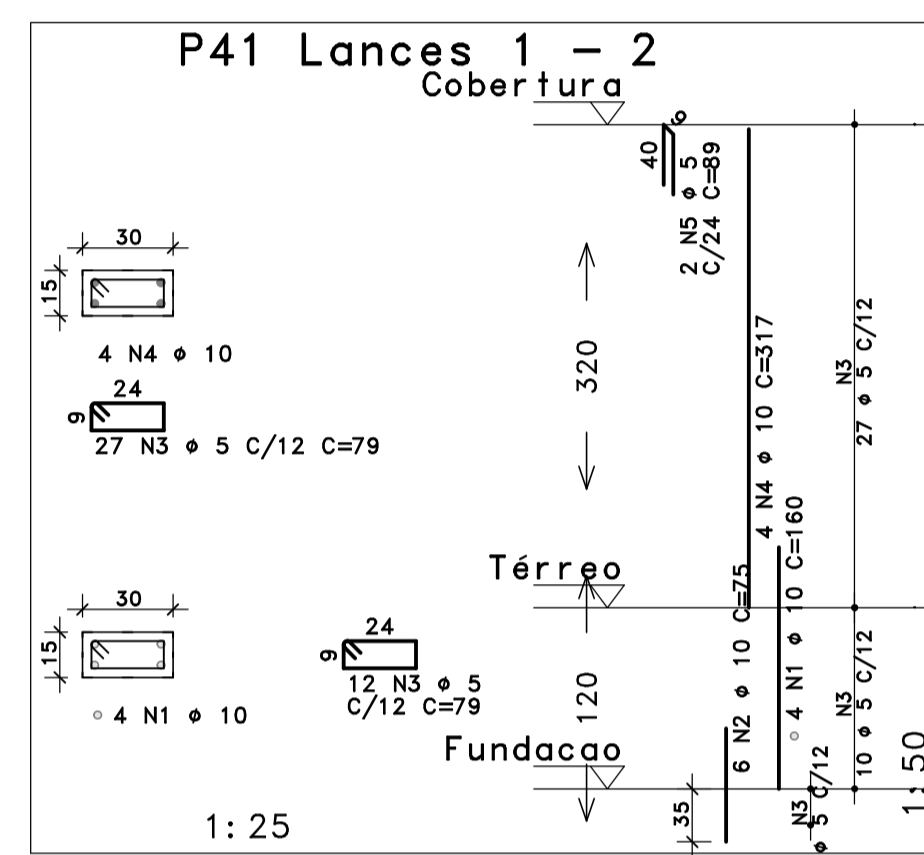 P41 Lances 1 - 2
Cobertura
40
9
2 N5 ø 5
C/24 C=89
30
15
4 N4 ø 10
24
9
27 N3 ø 5 C/12 C=79
320
4 N4 ø 10 C=317
N3
27 ø 5 C/12
Térreo
30
15
4 N1 ø 10
24
9
12 N3 ø 5
C/12 C=79
120
6 N2 ø 10 C=75
4 N1 ø 10 C=160
N3
10 ø 5 C/12
Fundacao
35
N3
ø 5 C/12
1:25
1:50